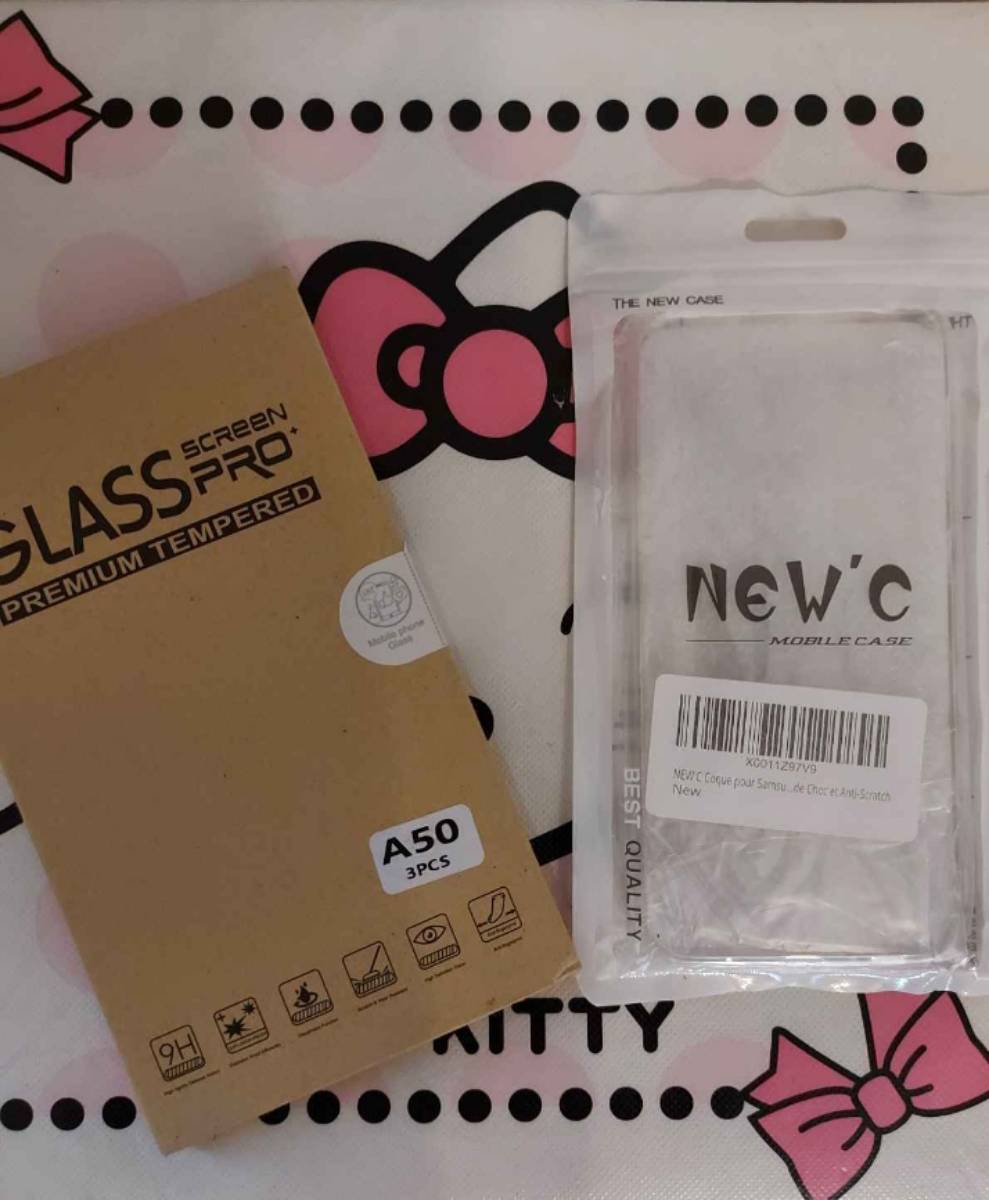 GLASS SCREEN PRO+
PREMIUM TEMPERED
Mobile phone
Glass
A50
3PCS
9H
THE NEW CASE
HT
NEW'C
MOBILE CASE
X0011Z97V9
NEW'C Coque pour Samsu...de Choc et Anti-Scratch
New
BEST QUALITY
KITTY